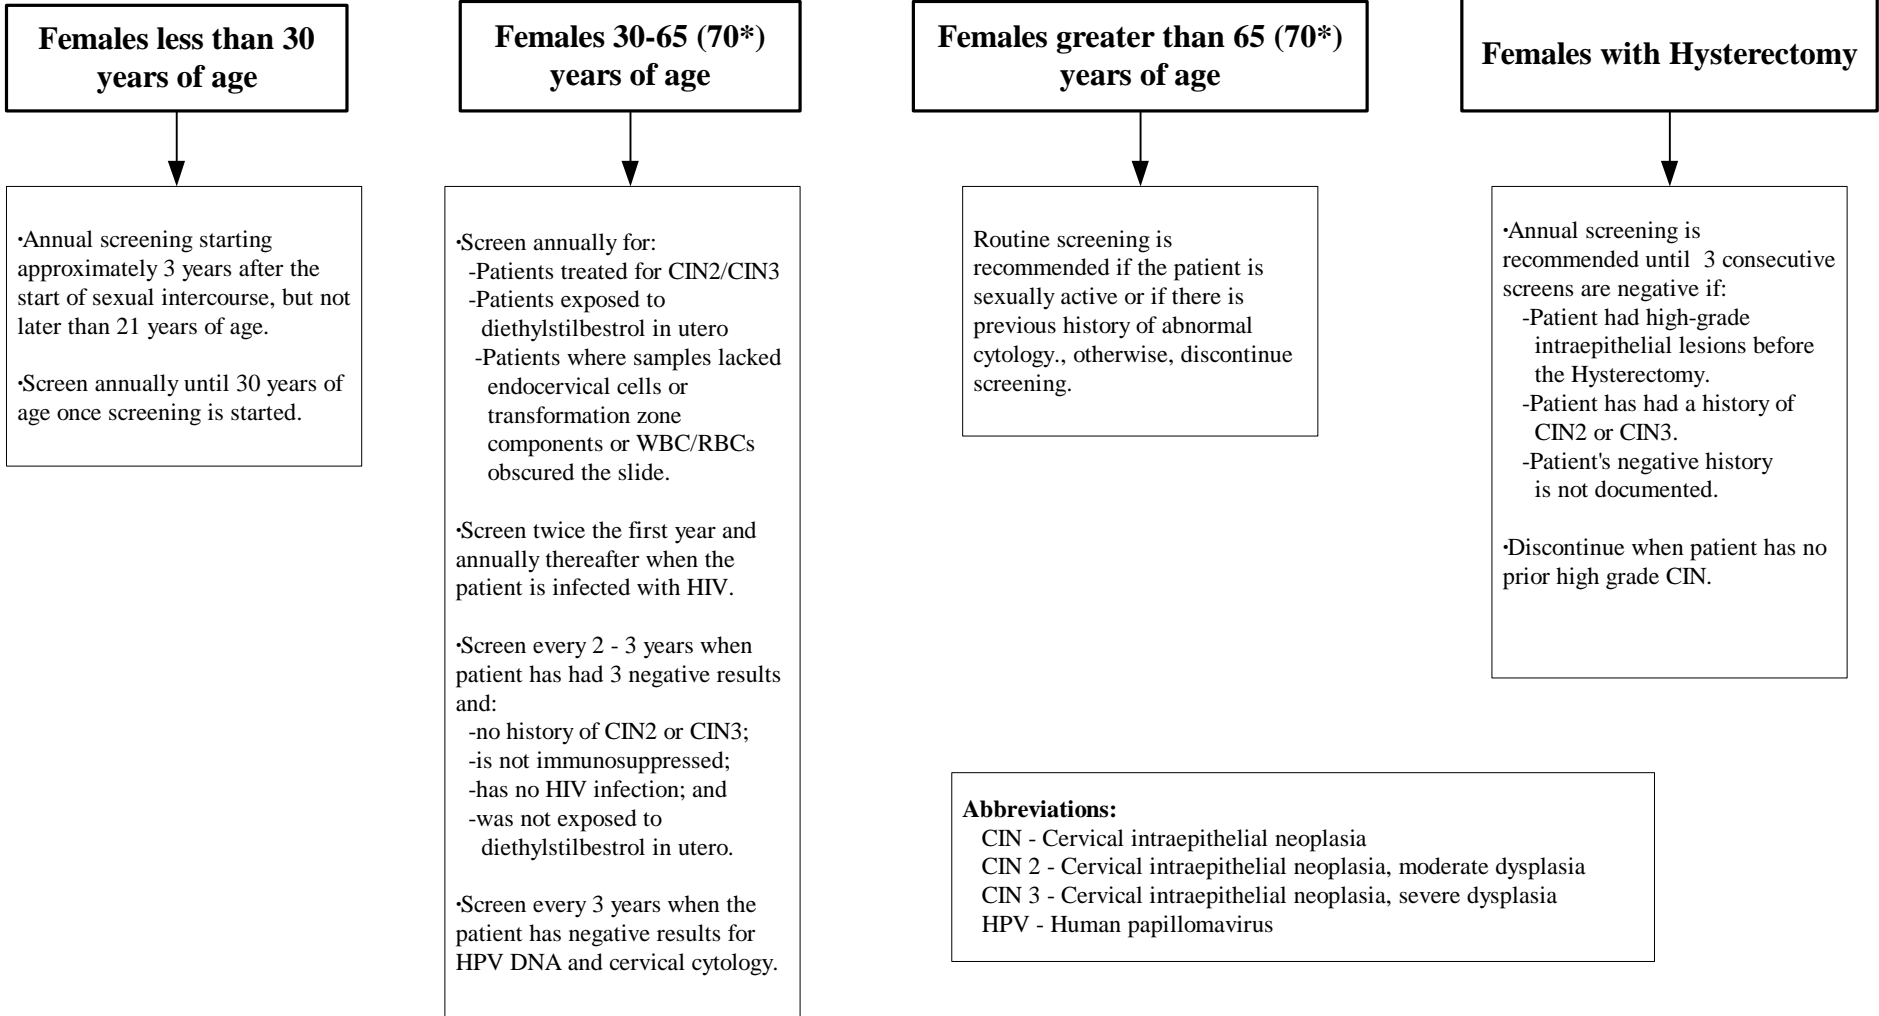 Females less than 30
years of age
·Annual screening starting
approximately 3 years after the
start of sexual intercourse, but not
later than 21 years of age.
·Screen annually until 30 years of
age once screening is started.
Females 30-65 (70*)
years of age
·Screen annually for:
-Patients treated for CIN2/CIN3
-Patients exposed to
diethylstilbestrol in utero
-Patients where samples lacked
endocervical cells or
transformation zone
components or WBC/RBCs
obscured the slide.
·Screen twice the first year and
annually thereafter when the
patient is infected with HIV.
·Screen every 2 - 3 years when
patient has had 3 negative results
and:
-no history of CIN2 or CIN3;
-is not immunosuppressed;
-has no HIV infection; and
-was not exposed to
diethylstilbestrol in utero.
·Screen every 3 years when the
patient has negative results for
HPV DNA and cervical cytology.
Females greater than 65 (70*)
years of age
Routine screening is
recommended if the patient is
sexually active or if there is
previous history of abnormal
cytology., otherwise, discontinue
screening.
Females with Hysterectomy
·Annual screening is
recommended until 3 consecutive
screens are negative if:
-Patient had high-grade
intraepithelial lesions before
the Hysterectomy.
-Patient has had a history of
CIN2 or CIN3.
-Patient's negative history
is not documented.
·Discontinue when patient has no
prior high grade CIN.
Abbreviations:
CIN - Cervical intraepithelial neoplasia
CIN 2 - Cervical intraepithelial neoplasia, moderate dysplasia
CIN 3 - Cervical intraepithelial neoplasia, severe dysplasia
HPV - Human papillomavirus